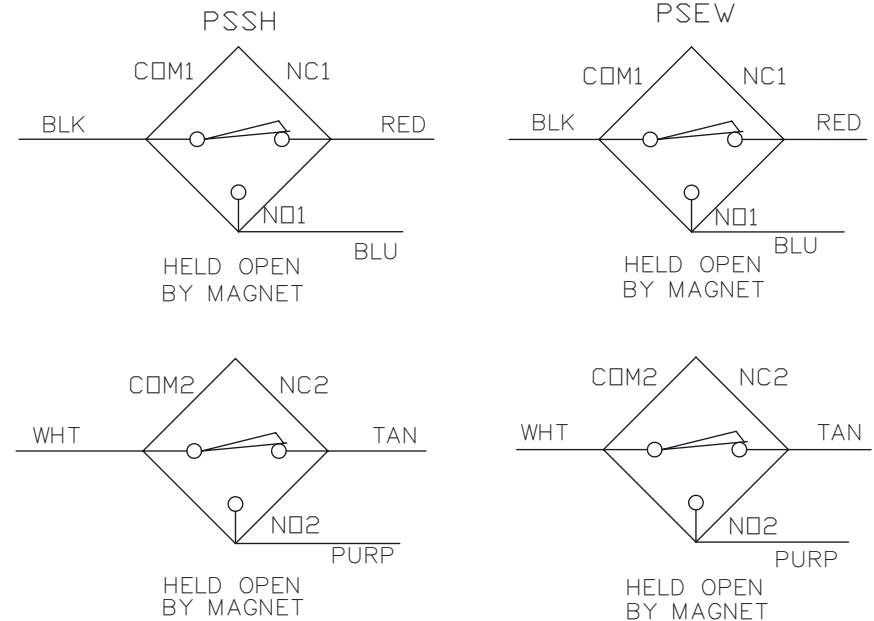 PSSH
COM1
NC1
BLK
RED
NO1
BLU
HELD OPEN
BY MAGNET
PSEW
COM1
NC1
BLK
RED
NO1
BLU
HELD OPEN
BY MAGNET
COM2
NC2
WHT
TAN
NO2
PURP
HELD OPEN
BY MAGNET
COM2
NC2
WHT
TAN
NO2
PURP
HELD OPEN
BY MAGNET